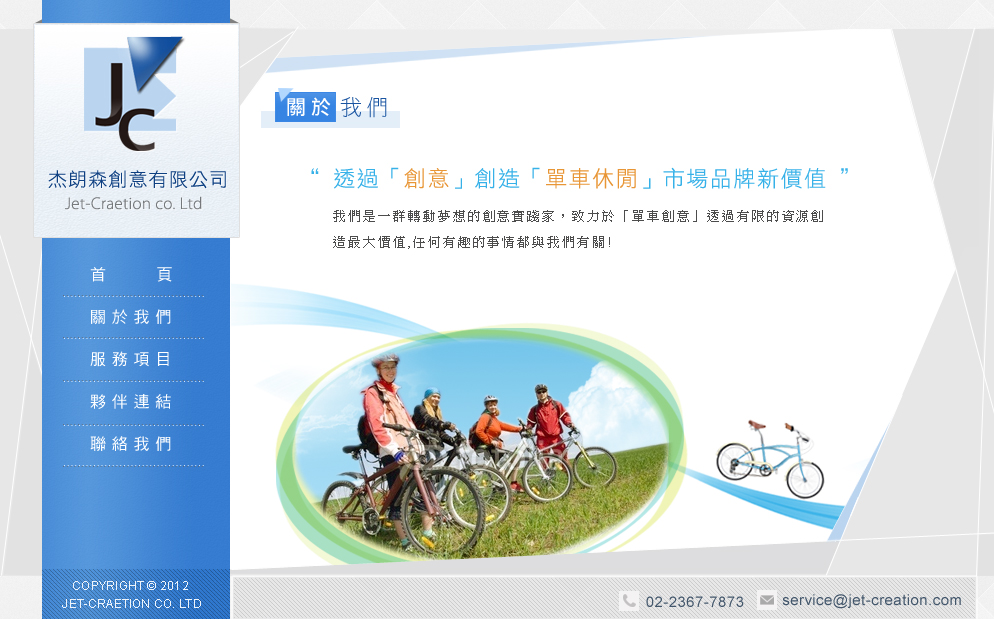 JC
杰朗森創意有限公司
Jet-Craetion co. Ltd
首 頁
關於我們
服務項目
夥伴連結
聯絡我們
COPYRIGHT © 2012
JET-CRAETION CO. LTD
關於我們
“ 透過「創意」創造「單車休閒」市場品牌新價值 ”
我們是一群轉動夢想的創意實踐家，致力於「單車創意」透過有限的資源創
造最大價值,任何有趣的事情都與我們有關!
02-2367-7873
service@jet-creation.com